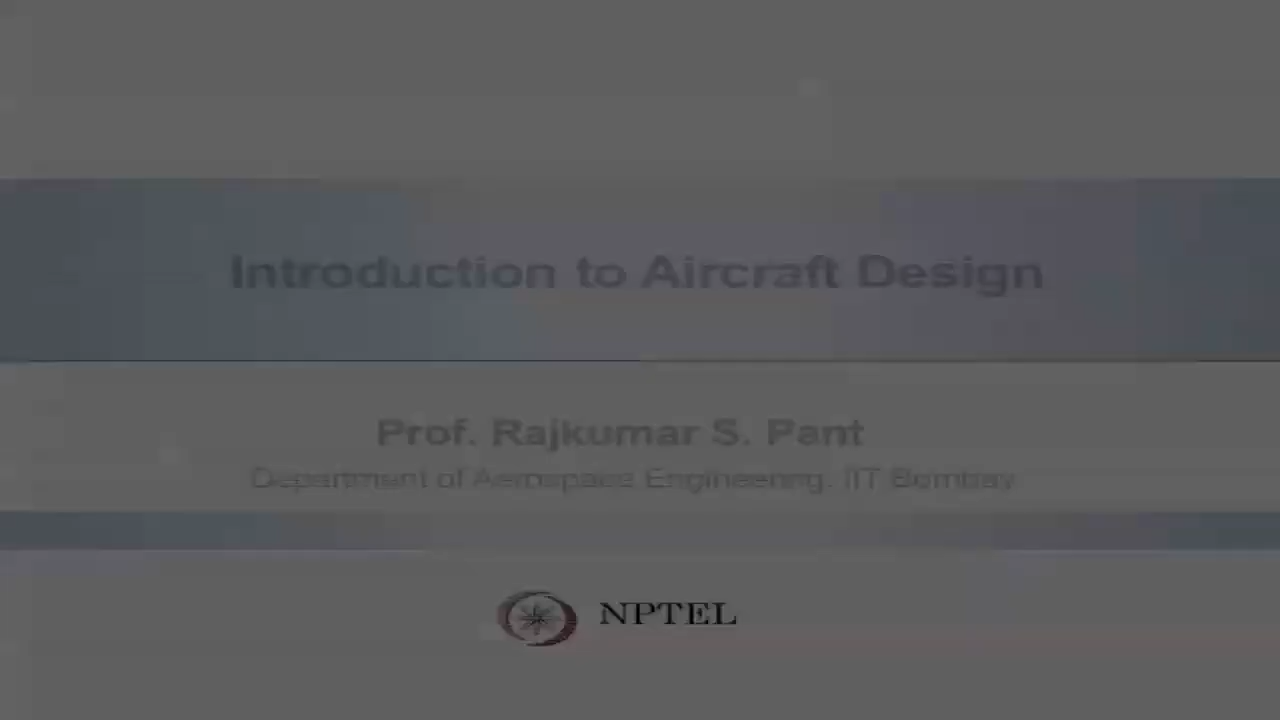 Introduction to Aircraft Design
Prof. Rajkumar S. Pant
Department of Aerospace Engineering, IIT Bombay
NPTEL